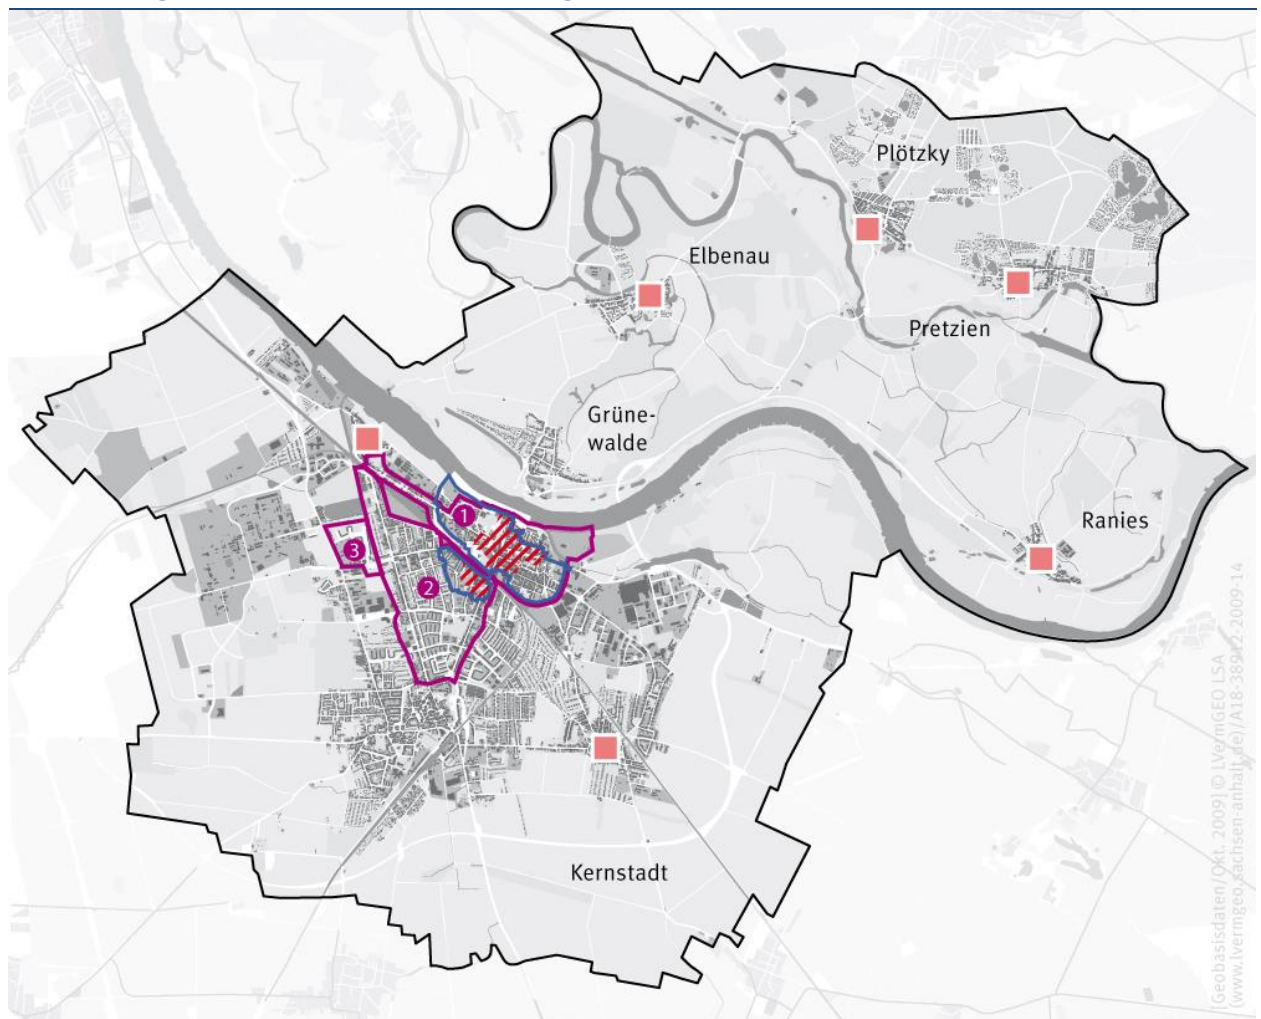 Plötzky
Elbenau
Pretzien
Grüne-
walde
Ranies
1
3
2
Kernstadt
[Geobasisdaten/Okt. 2009] © LVermGEO LSA
(www.lvermgeo.sachsen-anhalt.de)/A18-38912 2009-14